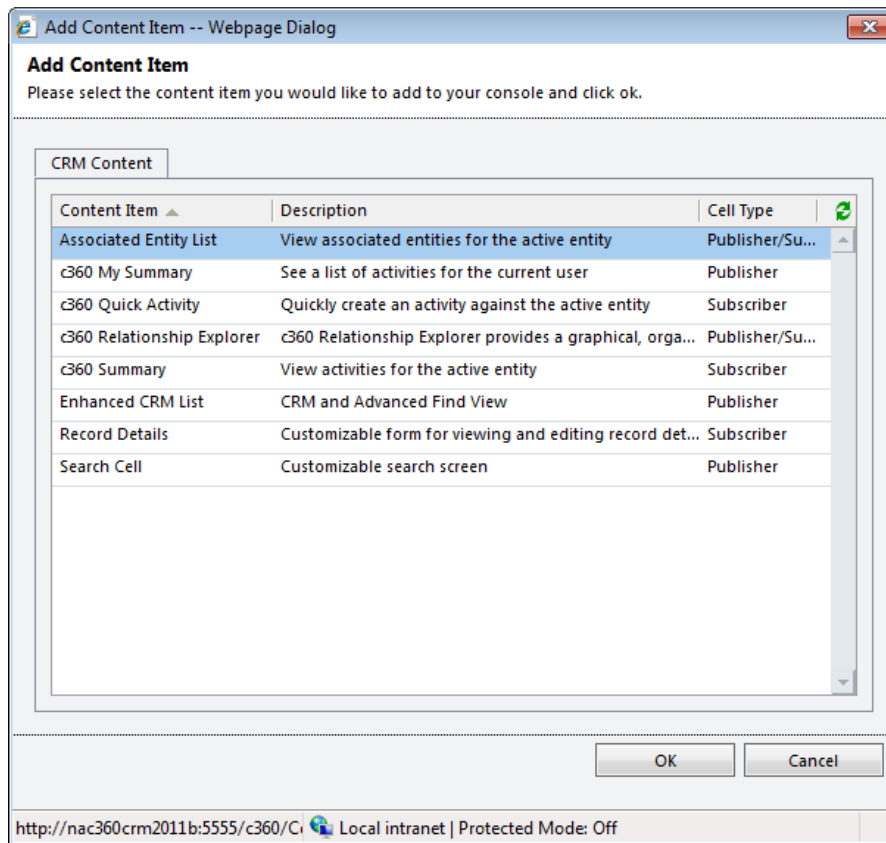 Add Content Item -- Webpage Dialog
Add Content Item
Please select the content item you would like to add to your console and click ok.
CRM Content
Content Item Description Cell Type
Associated Entity List View associated entities for the active entity Publisher/Su...
c360 My Summary See a list of activities for the current user Publisher
c360 Quick Activity Quickly create an activity against the active entity Subscriber
c360 Relationship Explorer c360 Relationship Explorer provides a graphical, orga... Publisher/Su...
c360 Summary View activities for the active entity Subscriber
Enhanced CRM List CRM and Advanced Find View Publisher
Record Details Customizable form for viewing and editing record det... Subscriber
Search Cell Customizable search screen Publisher
OK Cancel
http://nac360crm2011b:5555/c360/C Local intranet | Protected Mode: Off